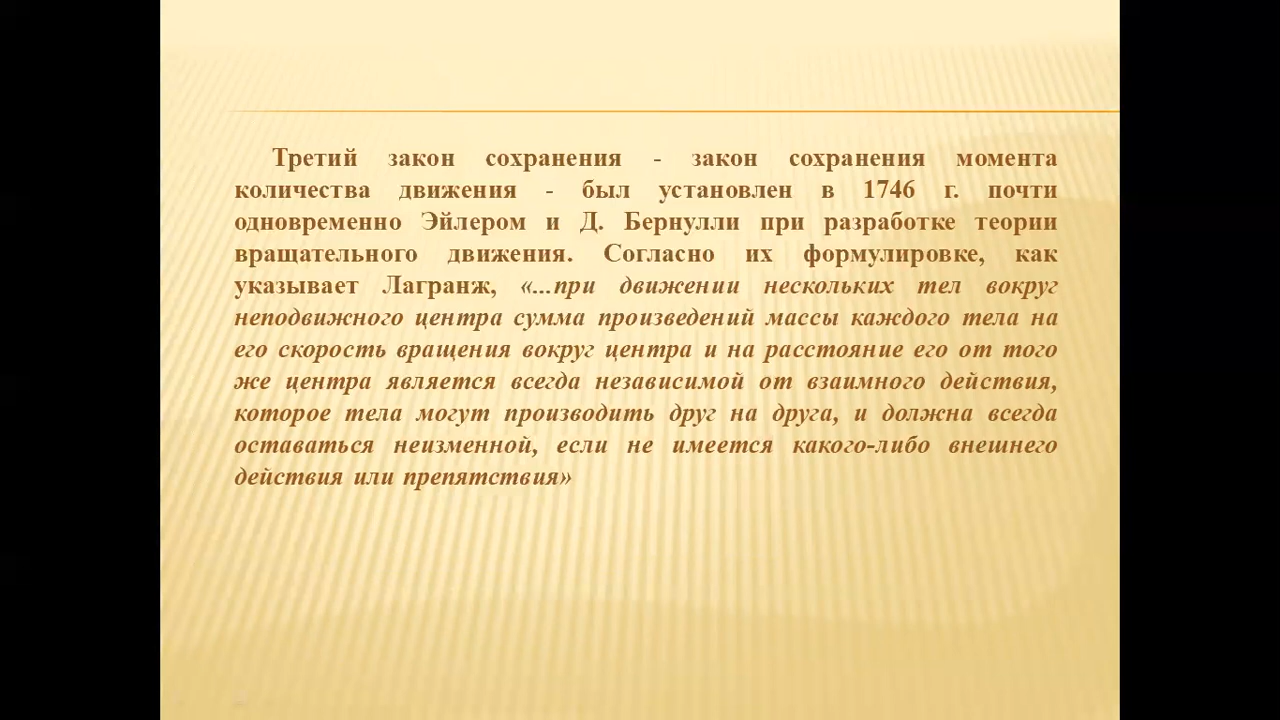 Третий закон сохранения - закон сохранения момента
количества движения - был установлен в 1746 г. почти
одновременно Эйлером и Д. Бернулли при разработке теории
вращательного движения. Согласно их формулировке, как
указывает Лагранж, «...при движении нескольких тел вокруг
неподвижного центра сумма произведений массы каждого тела на
его скорость вращения вокруг центра и на расстояние его от того
же центра является всегда независимой от взаимного действия,
которое тела могут производить друг на друга, и должна всегда
оставаться неизменной, если не имеется какого-либо внешнего
действия или препятствия»